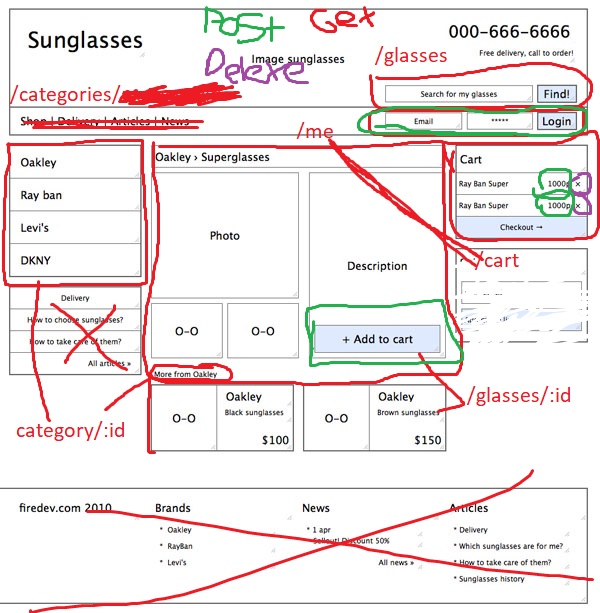 Post Get
Delete
Sunglasses
Image sunglasses
000-666-6666
Free delivery, call to order!
/glasses
Search for my glasses Find!
/categories/
Shop | Delivery | Articles | News
Email ***** Login
/me
Oakley
Ray ban
Levi's
DKNY
Oakley › Superglasses
Photo
Description
O-O O-O
+ Add to cart
More from Oakley
Cart
Ray Ban Super 1000p ×
Ray Ban Super 1000p ×
Checkout →
/cart
Delivery
How to choose sunglasses?
How to take care of them?
All articles »
category/:id
/glasses/:id
O-O
Oakley
Black sunglasses
$100
O-O
Oakley
Brown sunglasses
$150
firedev.com 2010
Brands
* Oakley
* RayBan
* Levi's
News
* 1 apr
Sellout! Discount 50%
All news »
Articles
* Delivery
* Which sunglasses are for me?
* How to take care of them?
* Sunglasses history